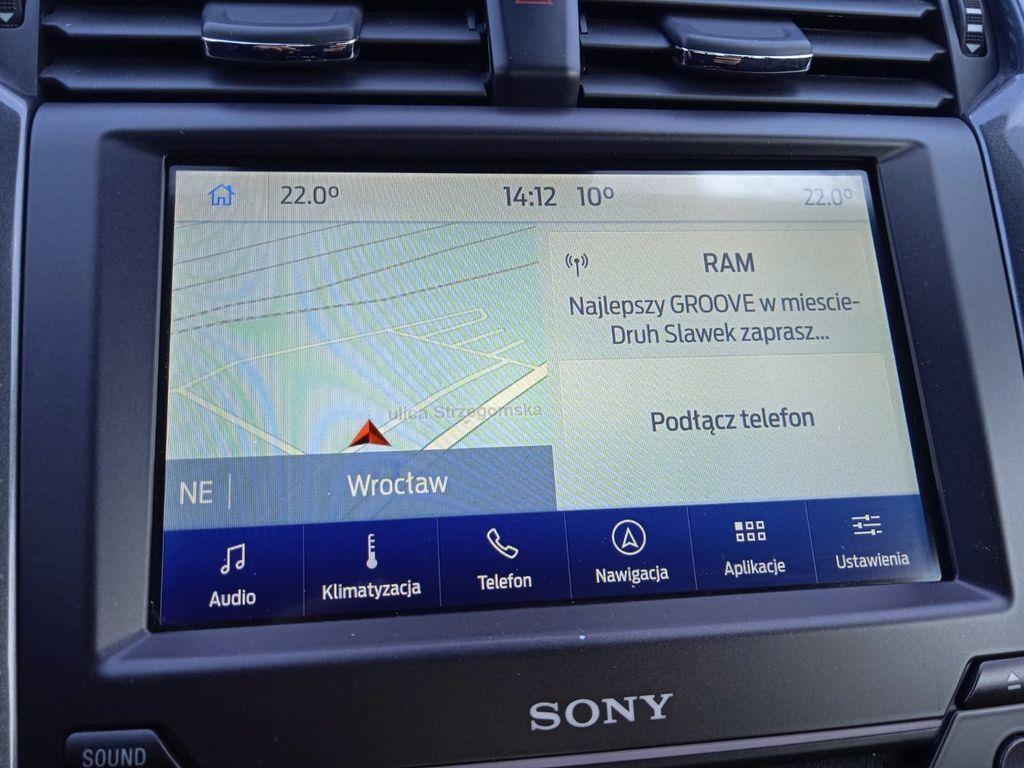 22.0° 14:12 10° 22.0°
RAM
Najlepszy GROOVE w miescie-
Druh Slawek zaprasz...
ulica Strzegomska
Podłącz telefon
NE | Wrocław
Audio Klimatyzacja Telefon Nawigacja Aplikacje Ustawienia
SONY
SOUND